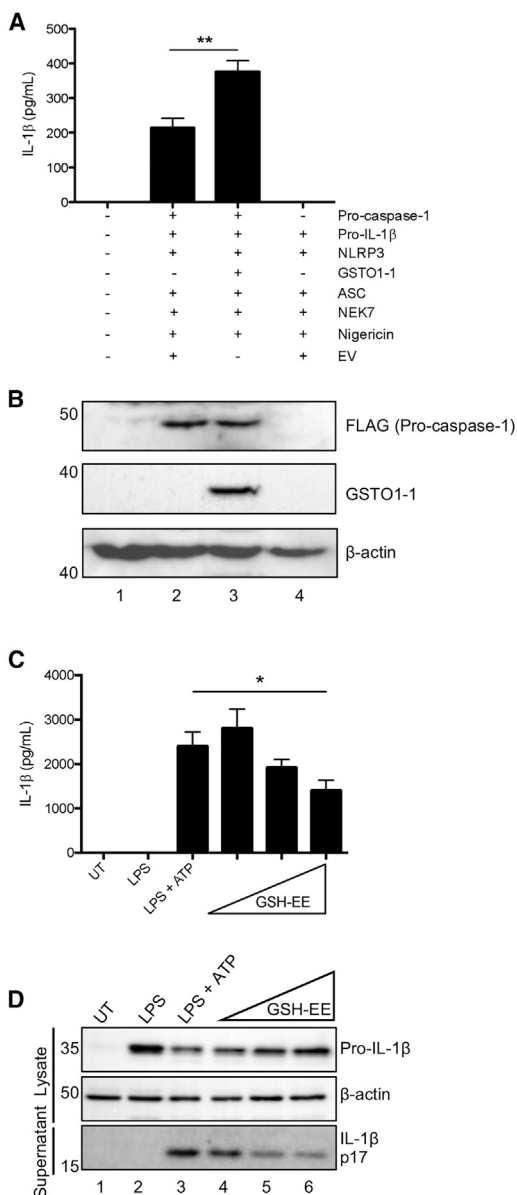 A
IL-1β (pg/mL)
500
400
300
200
100
0
**
- + + - Pro-caspase-1
- + + + Pro-IL-1β
- + + + NLRP3
- - + - GSTO1-1
- + + + ASC
- + + + NEK7
- + + + Nigericin
- + - + EV
B
50
FLAG (Pro-caspase-1)
40
GSTO1-1
β-actin
40
1 2 3 4
C
IL-1β (pg/mL)
4000
3000
2000
1000
0
*
UT
LPS
LPS + ATP
GSH-EE
D
UT
LPS
LPS + ATP
GSH-EE
Supernatant Lysate
35 Pro-IL-1β
50 β-actin
IL-1β
p17
15
1 2 3 4 5 6